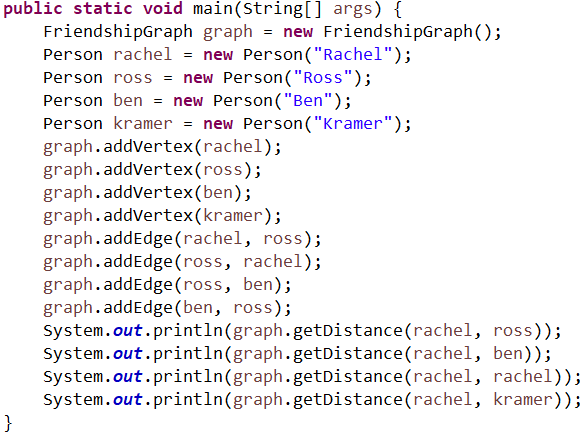 public static void main(String[] args) {
    FriendshipGraph graph = new FriendshipGraph();
    Person rachel = new Person("Rachel");
    Person ross = new Person("Ross");
    Person ben = new Person("Ben");
    Person kramer = new Person("Kramer");
    graph.addVertex(rachel);
    graph.addVertex(ross);
    graph.addVertex(ben);
    graph.addVertex(kramer);
    graph.addEdge(rachel, ross);
    graph.addEdge(ross, rachel);
    graph.addEdge(ross, ben);
    graph.addEdge(ben, ross);
    System.out.println(graph.getDistance(rachel, ross));
    System.out.println(graph.getDistance(rachel, ben));
    System.out.println(graph.getDistance(rachel, rachel));
    System.out.println(graph.getDistance(rachel, kramer));
}